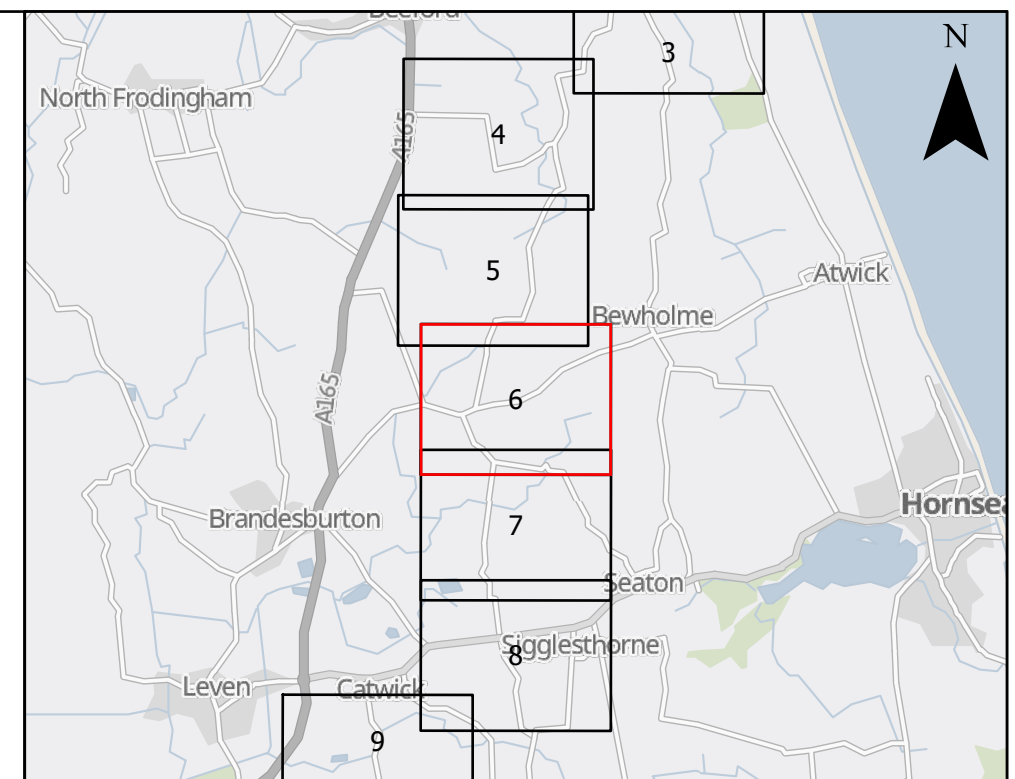 Beeford
N
3
North Frodingham
A165
4
5
Atwick
Bewholme
A165
6
Hornsea
Brandesburton
7
Seaton
Sigglesthorne
8
Leven
Catwick
9